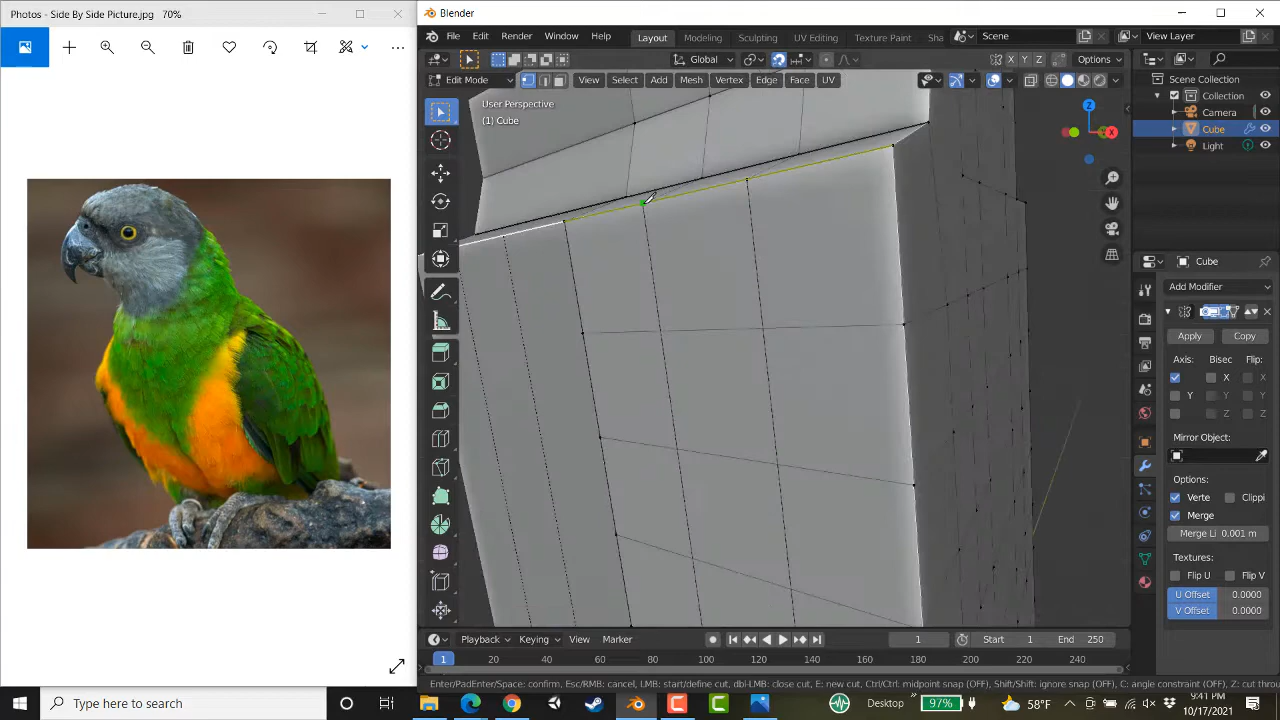 Photos - Side By Side Picture.jpg  70%
Blender
File Edit Render Window Help Layout Modeling Sculpting UV Editing Texture Paint Sha Scene View Layer
Global X Y Z Options
Edit Mode View Select Add Mesh Vertex Edge Face UV
User Perspective
(1) Cube
Z
X
Scene Collection
Collection
Camera
Cube
Light
Cube
Add Modifier
Apply Copy
Axis: Bisec Flip:
X X X
Y Y Y
Z Z
Mirror Object:
Options:
Verte Clippi
Merge
Merge Li 0.001 m
Textures:
Flip U Flip V
U Offset 0.0000
V Offset 0.0000
Playback Keying View Marker 1 Start 1 End 250
1 20 40 60 80 100 120 140 160 180 200 220 240
Enter/PadEnter/Space: confirm, Esc/RMB: cancel, LMB: start/define cut, dbl-LMB: close cut, E: new cut, Ctrl/Ctrl: midpoint snap (OFF), Shift/Shift: ignore snap (OFF), C: angle constraint (OFF), Z: cut throu
Type here to search
Desktop 97% 58°F 9:41 PM
10/17/2021